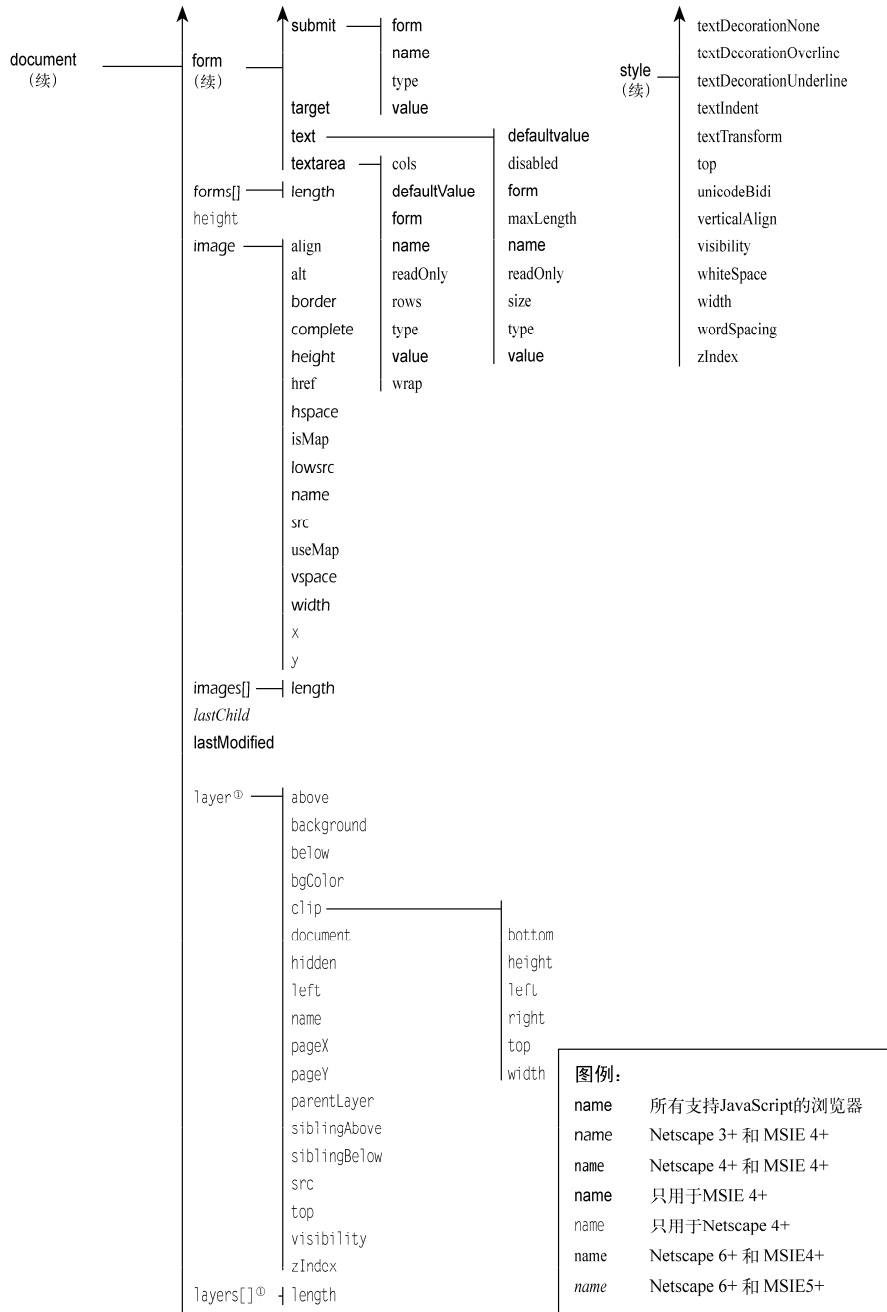 document
(续)
form
(续)
submit
form
name
type
value
target
text
defaultvalue
disabled
form
maxLength
name
readOnly
size
type
value
textarea
cols
defaultValue
form
name
readOnly
rows
type
value
wrap
forms[]
length
height
image
align
alt
border
complete
height
href
hspace
isMap
lowsrc
name
src
useMap
vspace
width
x
y
images[]
length
lastChild
lastModified
layer①
above
background
below
bgColor
clip
bottom
height
left
right
top
width
document
hidden
left
name
pageX
pageY
parentLayer
siblingAbove
siblingBelow
src
top
visibility
zIndex
layers[]①
length
style
(续)
textDecorationNone
textDecorationOverline
textDecorationUnderline
textIndent
textTransform
top
unicodeBidi
verticalAlign
visibility
whiteSpace
width
wordSpacing
zIndex
图例：
name 所有支持JavaScript的浏览器
name Netscape 3+ 和 MSIE 4+
name Netscape 4+ 和 MSIE 4+
name 只用于MSIE 4+
name 只用于Netscape 4+
name Netscape 6+ 和 MSIE4+
name Netscape 6+ 和 MSIE5+